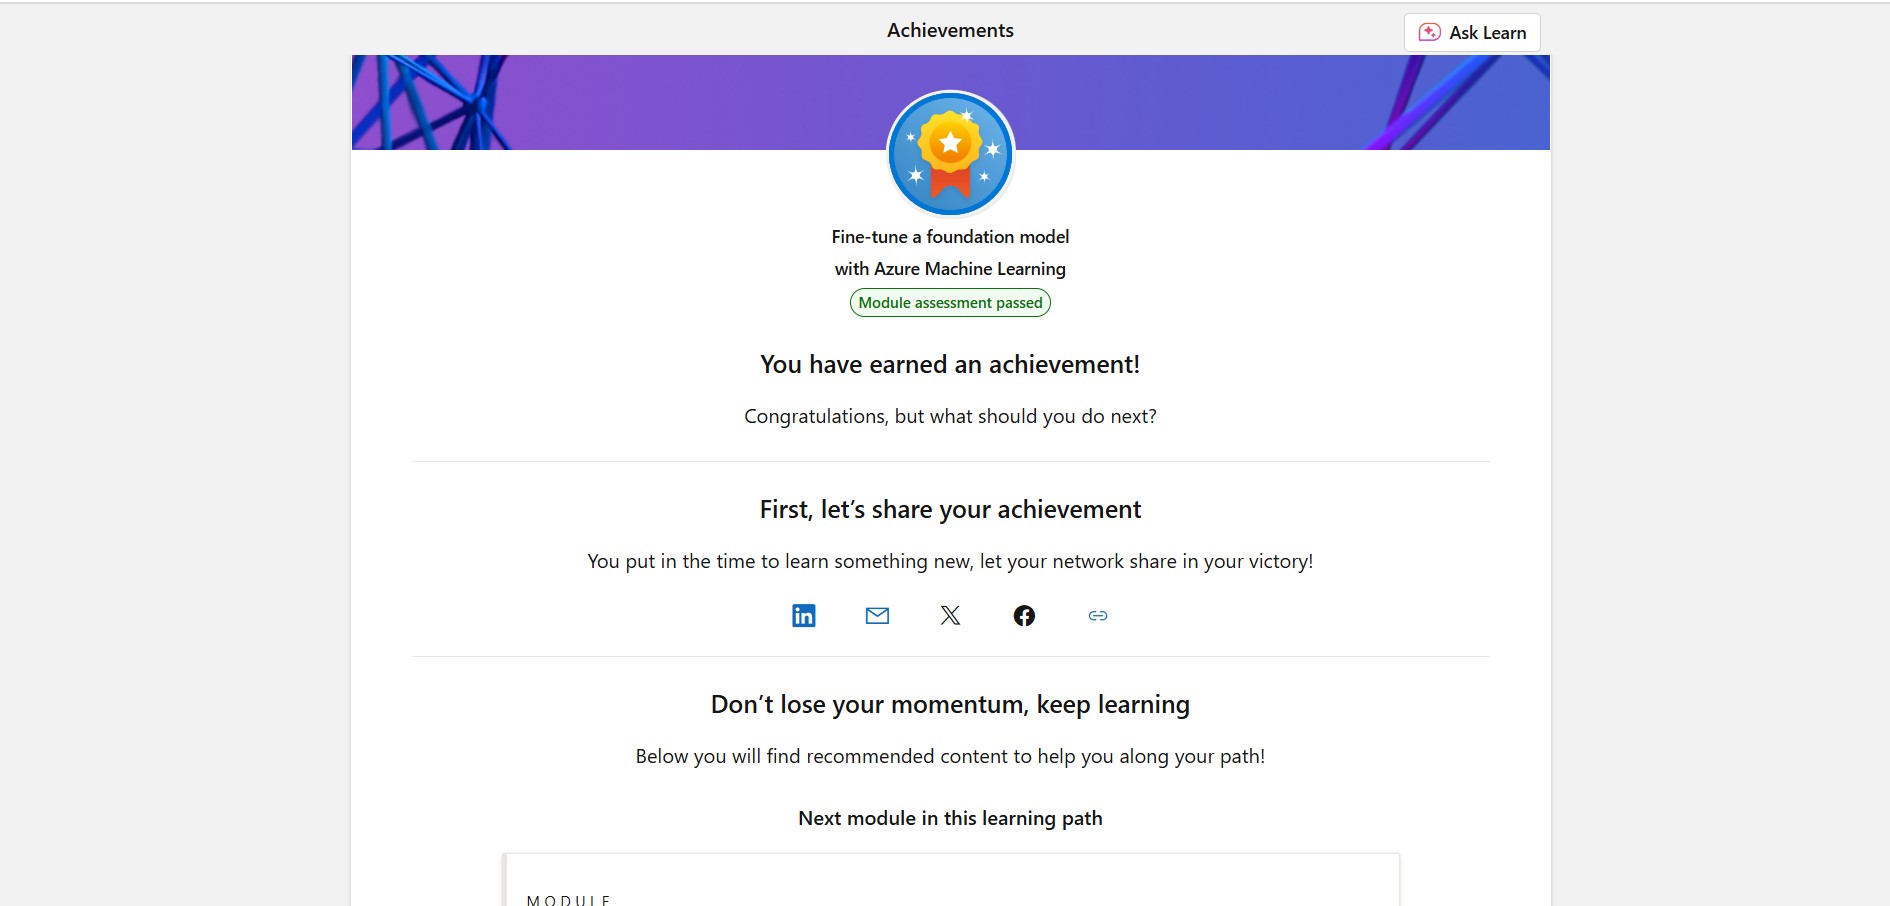 Achievements
Ask Learn
Fine-tune a foundation model
with Azure Machine Learning
Module assessment passed
You have earned an achievement!
Congratulations, but what should you do next?
First, let’s share your achievement
You put in the time to learn something new, let your network share in your victory!
Don’t lose your momentum, keep learning
Below you will find recommended content to help you along your path!
Next module in this learning path
MODULE